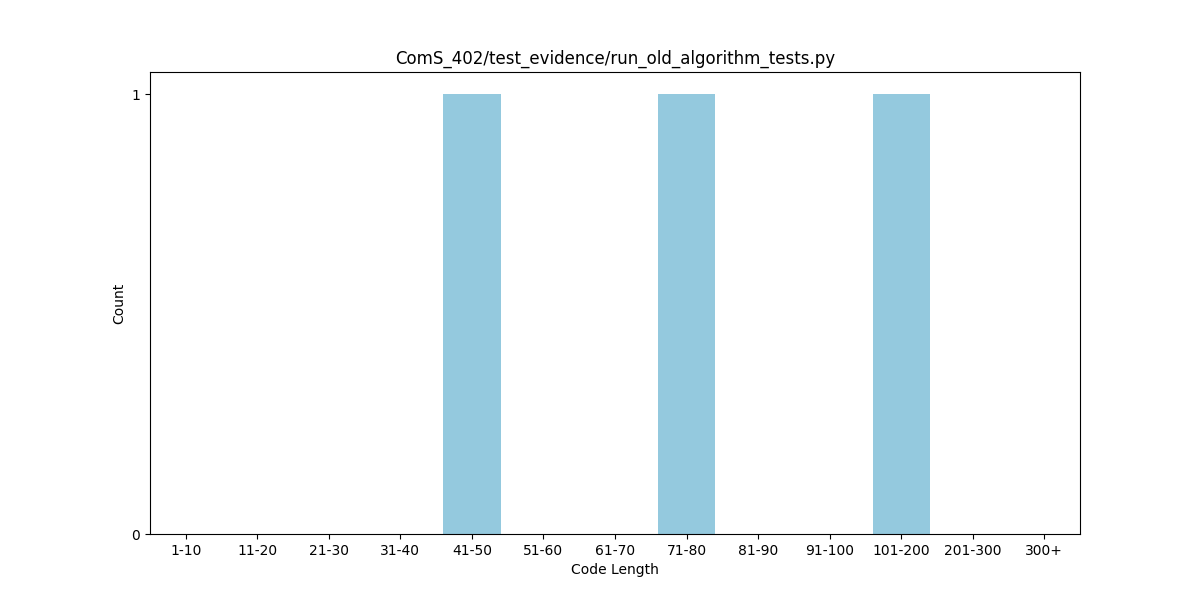 ComS_402/test_evidence/run_old_algorithm_tests.py
1
Count
0
1-10 11-20 21-30 31-40 41-50 51-60 61-70 71-80 81-90 91-100 101-200 201-300 300+
Code Length